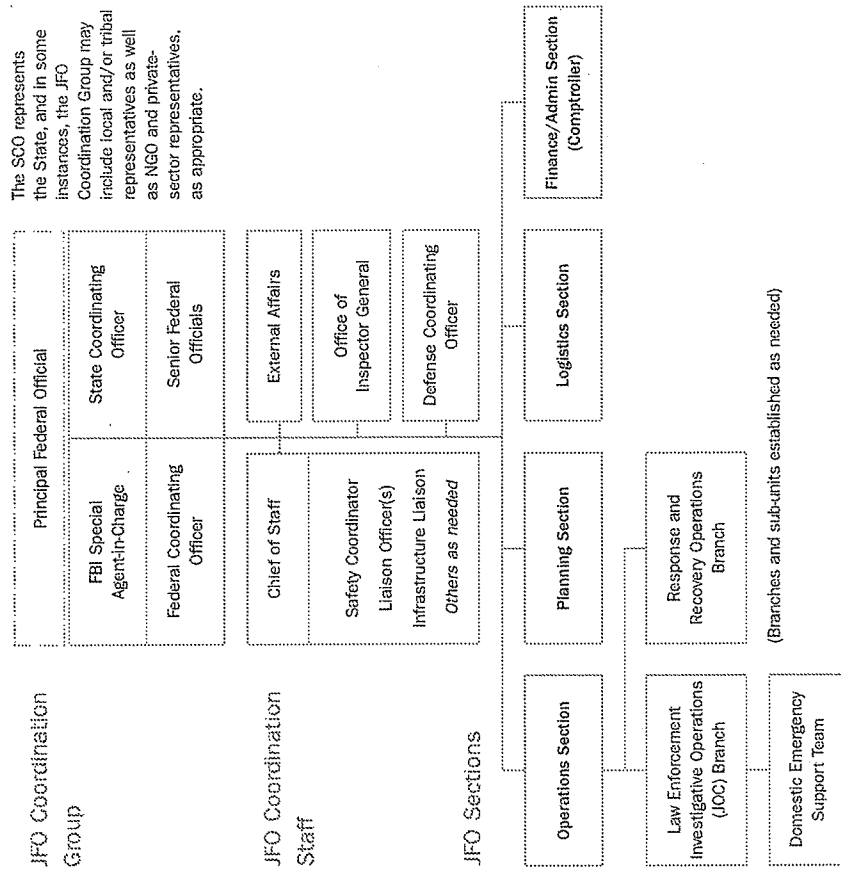 JFO Coordination
Group
Principal Federal Official
FBI Special
Agent-in-Charge
State Coordinating
Officer
Federal Coordinating
Officer
Senior Federal
Officials
The SCO represents
the State, and in some
instances, the JFO
Coordination Group may
include local and/or tribal
representatives as well
as NGO and private-
sector representatives,
as appropriate.
JFO Coordination
Staff
Chief of Staff
Safety Coordinator
Liaison Officer(s)
Infrastructure Liaison
Others as needed
External Affairs
Office of
Inspector General
Defense Coordinating
Officer
JFO Sections
Operations Section
Planning Section
Logistics Section
Finance/Admin Section
(Comptroller)
Law Enforcement
Investigative Operations
(JOC) Branch
Response and
Recovery Operations
Branch
Domestic Emergency
Support Team
(Branches and sub-units established as needed)